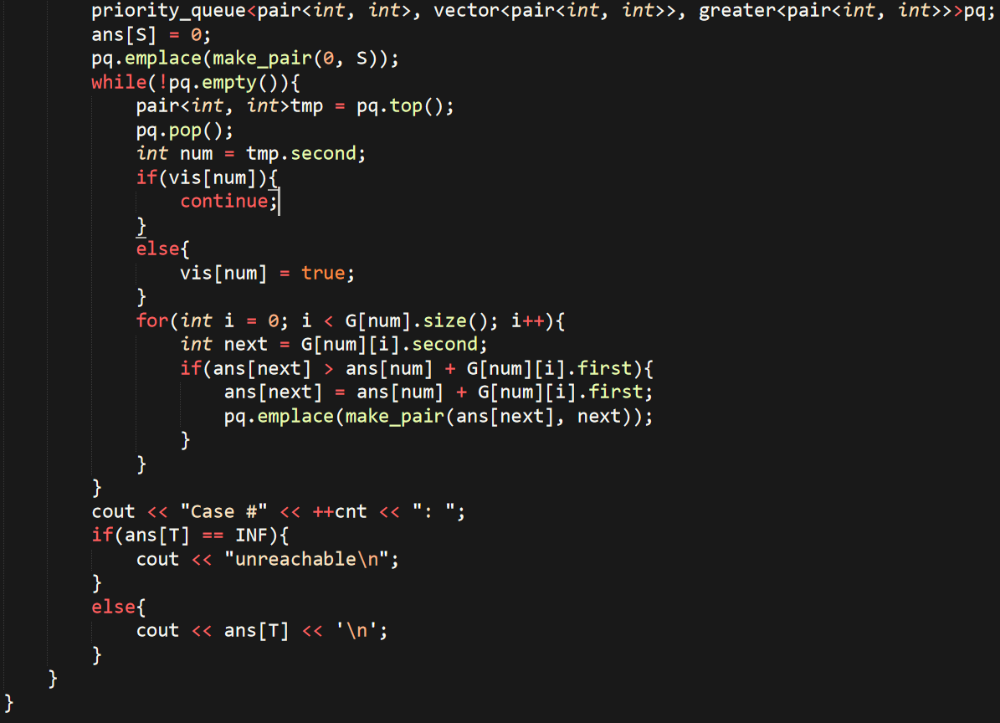 priority_queue<pair<int, int>, vector<pair<int, int>>, greater<pair<int, int>>>pq;
ans[S] = 0;
pq.emplace(make_pair(0, S));
while(!pq.empty()){
pair<int, int>tmp = pq.top();
pq.pop();
int num = tmp.second;
if(vis[num]){
continue;
}
else{
vis[num] = true;
}
for(int i = 0; i < G[num].size(); i++){
int next = G[num][i].second;
if(ans[next] > ans[num] + G[num][i].first){
ans[next] = ans[num] + G[num][i].first;
pq.emplace(make_pair(ans[next], next));
}
}
}
cout << "Case #" << ++cnt << ": ";
if(ans[T] == INF){
cout << "unreachable\n";
}
else{
cout << ans[T] << '\n';
}
}
}